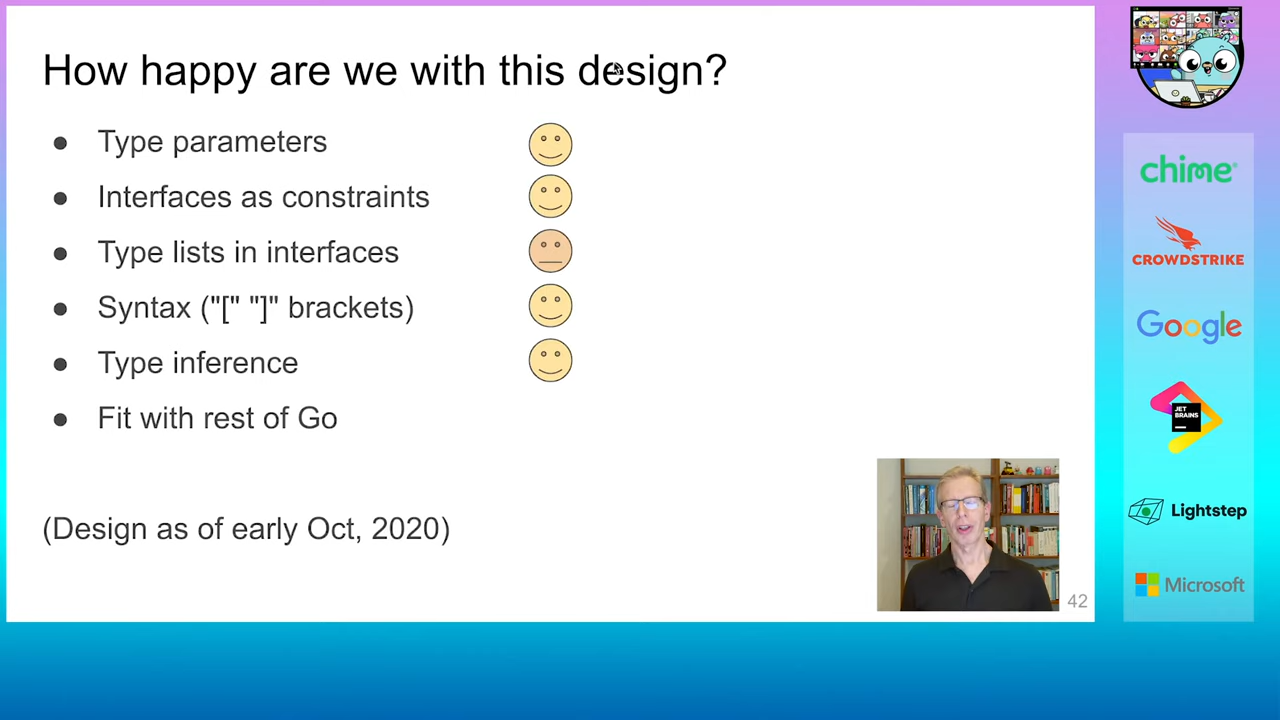 How happy are we with this design?
● Type parameters
● Interfaces as constraints
● Type lists in interfaces
● Syntax ("[" "]" brackets)
● Type inference
● Fit with rest of Go
(Design as of early Oct, 2020)
42
chime®
CROWDSTRIKE
Google
JET
BRAINS
Lightstep
Microsoft